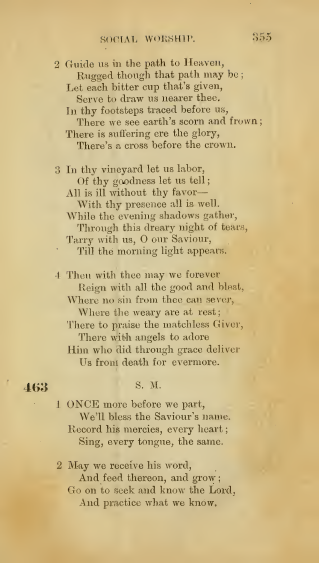 SOCIAL WORSHIP. 355
2 Guide us in the path to Heaven,
Rugged though that path may be;
Let each bitter cup that's given,
Serve to draw us nearer thee.
In thy footsteps traced before us,
There we see earth's scorn and frown;
There is suffering ere the glory,
There's a cross before the crown.
3 In thy vineyard let us labor,
Of thy goodness let us tell;
All is ill without thy favor—
With thy presence all is well.
While the evening shadows gather,
Through this dreary night of tears,
Tarry with us, O our Saviour,
Till the morning light appears.
4 Then with thee may we forever
Reign with all the good and blest,
Where no sin from thee can sever,
Where the weary are at rest;
There to praise the matchless Giver,
There with angels to adore
Him who did through grace deliver
Us from death for evermore.
463 S. M.
1 ONCE more before we part,
We'll bless the Saviour's name.
Record his mercies, every heart;
Sing, every tongue, the same.
2 May we receive his word,
And feed thereon, and grow;
Go on to seek and know the Lord,
And practice what we know.